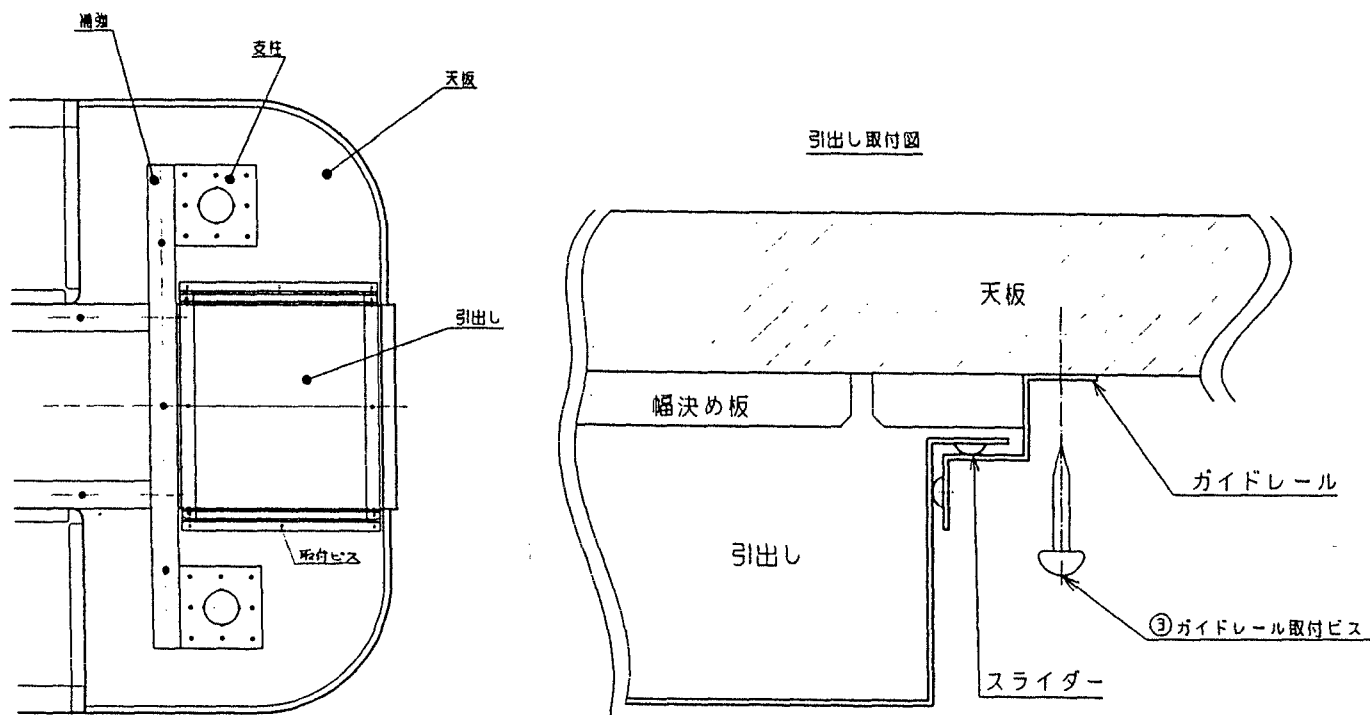 補強
支柱
天板
引出し
取付ビス
引出し取付図
天板
幅決め板
ガイドレール
引出し
③ガイドレール取付ビス
スライダー